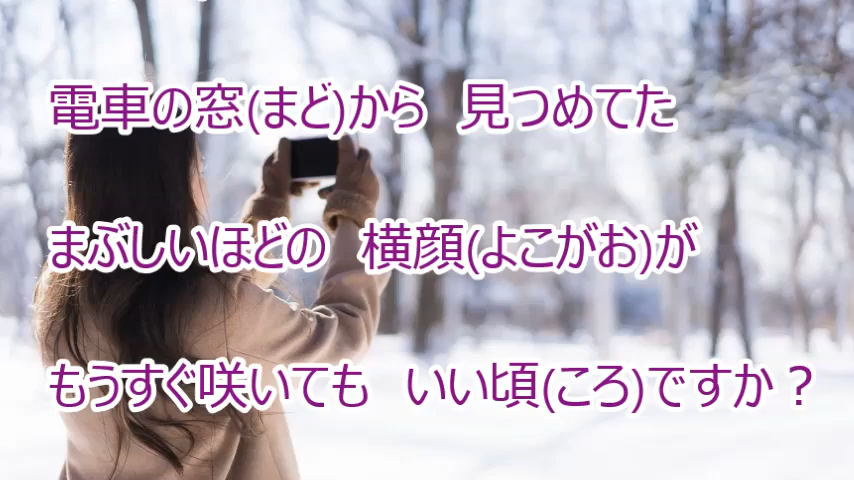 電車の窓(まど)から　見つめてた
まぶしいほどの　横顔(よこがお)が
もうすぐ咲いても　いい頃(ころ)ですか？